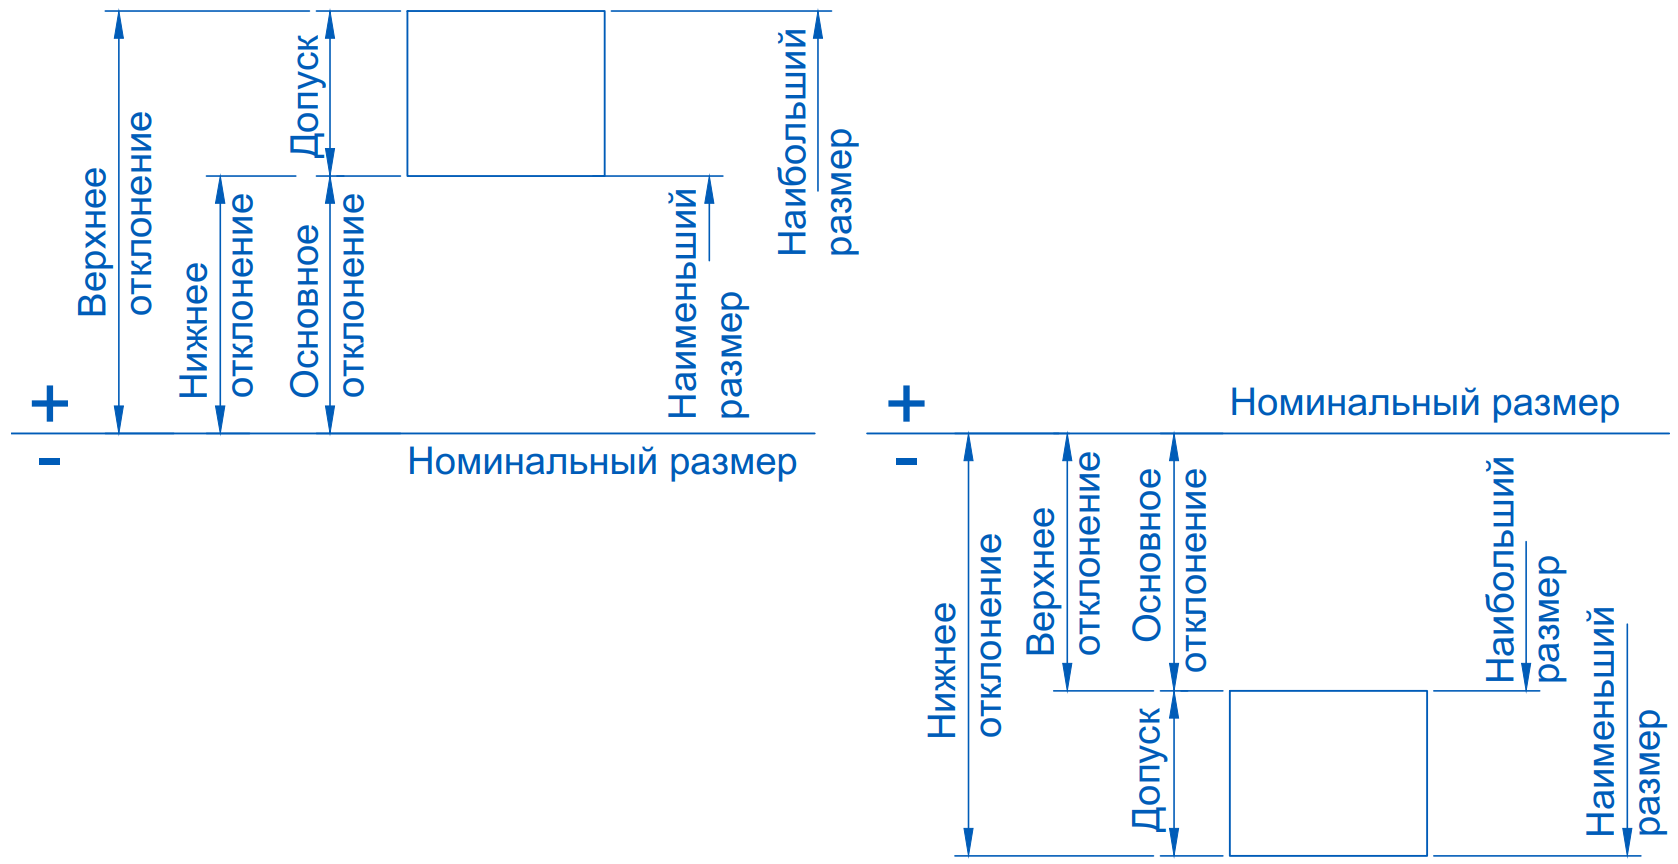 Верхнее
отклонение
Нижнее
отклонение
Допуск
Основное
отклонение
Наименьший
размер
Наибольший
размер
+
-
Номинальный размер
+
-
Номинальный размер
Нижнее
отклонение
Верхнее
отклонение
Основное
отклонение
Допуск
Наибольший
размер
Наименьший
размер